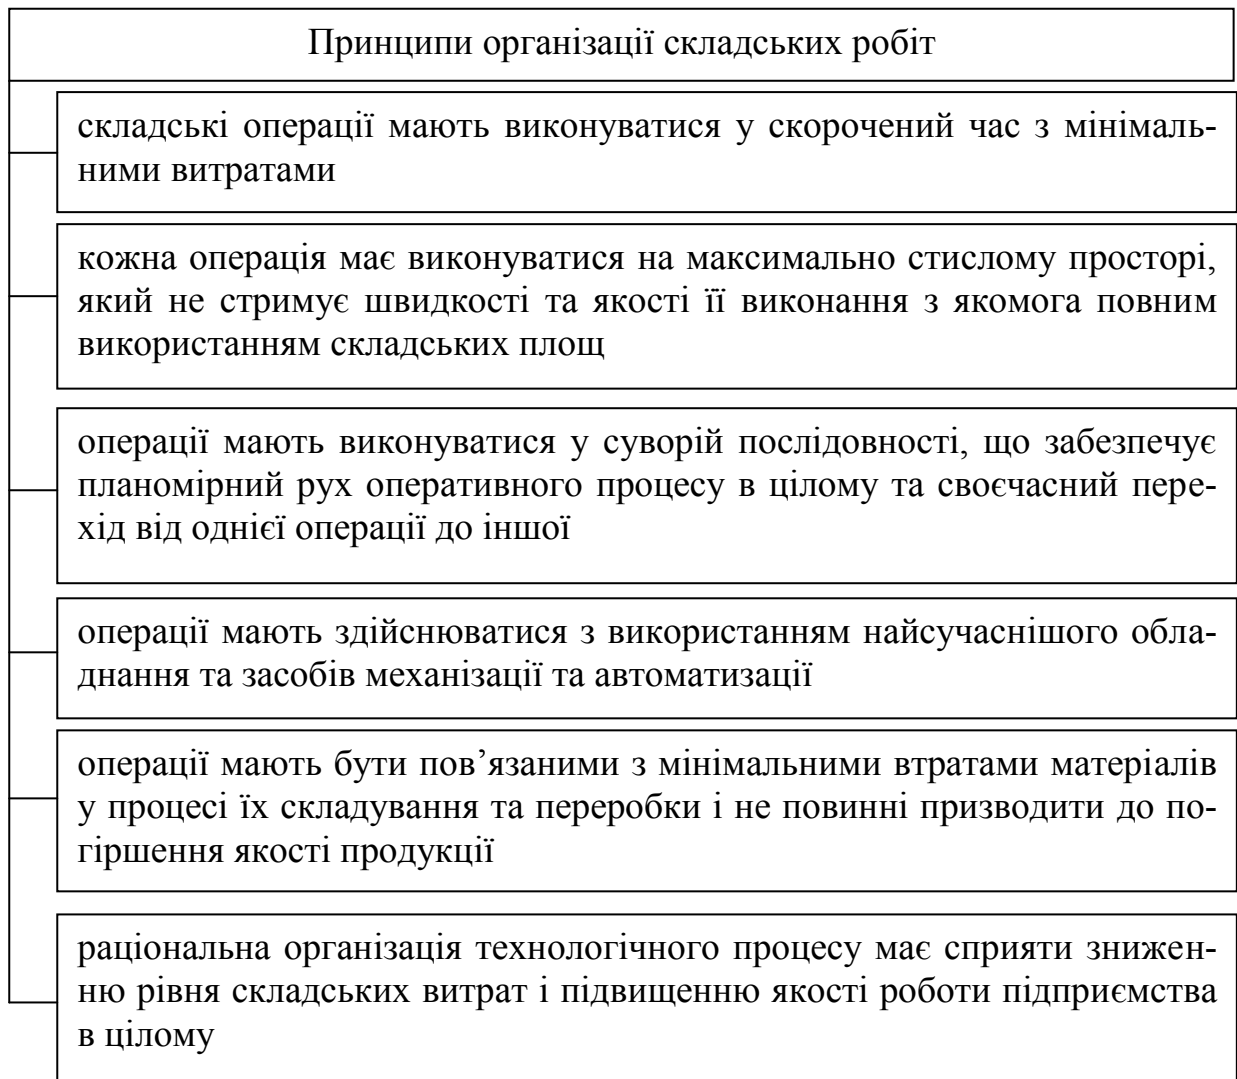 Принципи організації складських робіт
складські операції мають виконуватися у скорочений час з мінімаль-
ними витратами
кожна операція має виконуватися на максимально стислому просторі,
який не стримує швидкості та якості її виконання з якомога повним
використанням складських площ
операції мають виконуватися у суворій послідовності, що забезпечує
планомірний рух оперативного процесу в цілому та своєчасний пере-
хід від однієї операції до іншої
операції мають здійснюватися з використанням найсучаснішого обла-
днання та засобів механізації та автоматизації
операції мають бути пов’язаними з мінімальними втратами матеріалів
у процесі їх складування та переробки і не повинні призводити до по-
гіршення якості продукції
раціональна організація технологічного процесу має сприяти знижен-
ню рівня складських витрат і підвищенню якості роботи підприємства
в цілому